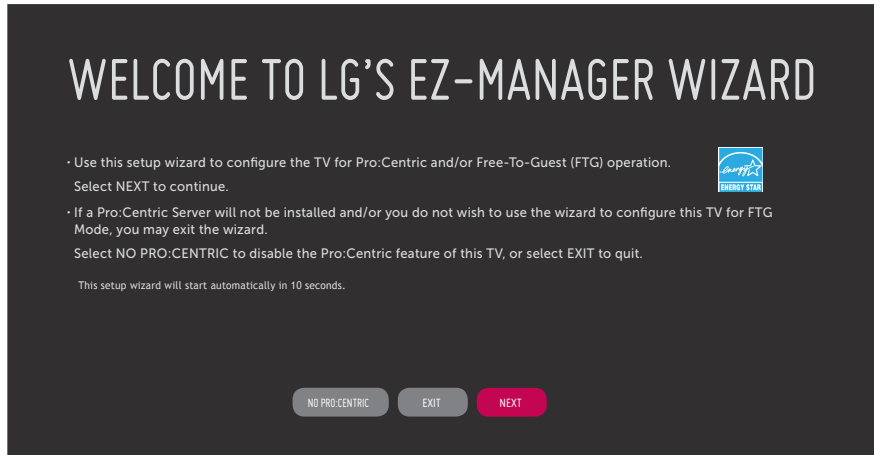 WELCOME TO LG'S EZ-MANAGER WIZARD
• Use this setup wizard to configure the TV for Pro:Centric and/or Free-To-Guest (FTG) operation.
energy
ENERGY STAR
Select NEXT to continue.
• If a Pro:Centric Server will not be installed and/or you do not wish to use the wizard to configure this TV for FTG
Mode, you may exit the wizard.
Select NO PRO:CENTRIC to disable the Pro:Centric feature of this TV, or select EXIT to quit.
This setup wizard will start automatically in 10 seconds.
NO PRO:CENTRIC
EXIT
NEXT